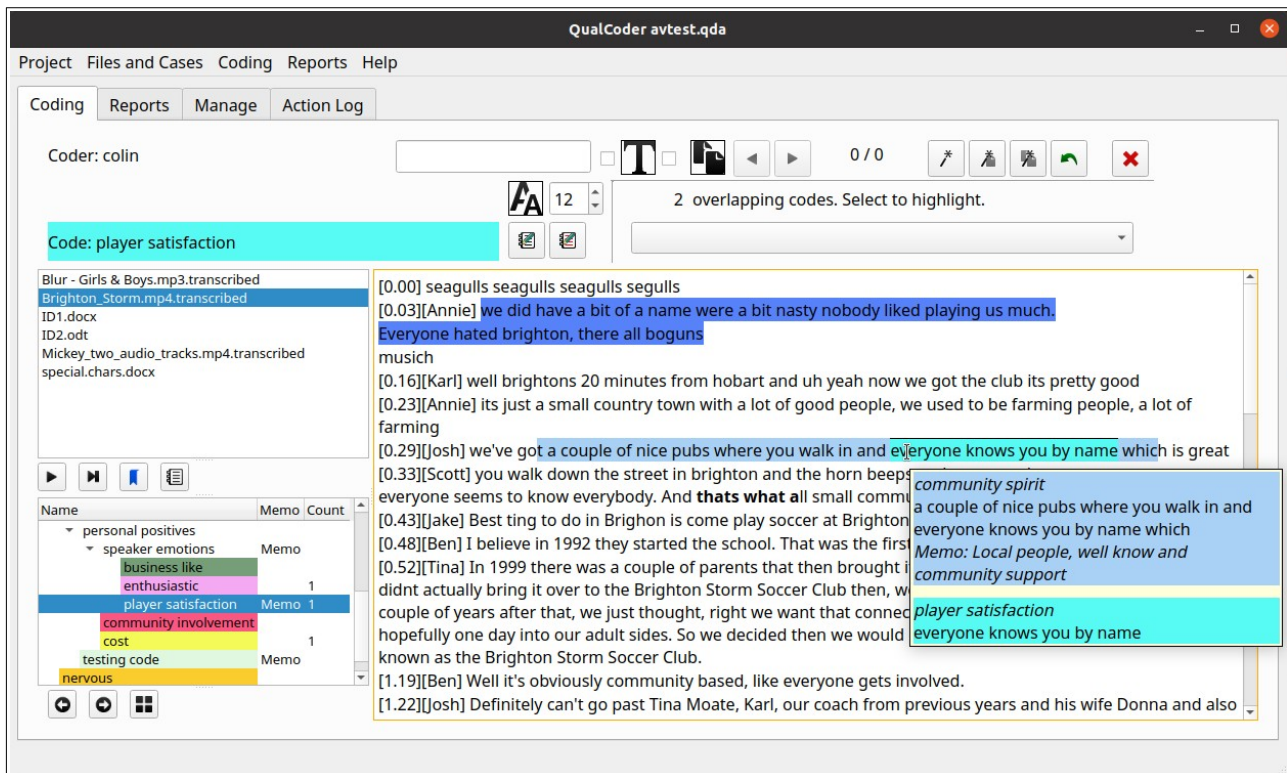 QualCoder avtest.qda
Project Files and Cases Coding Reports Help
Coding Reports Manage Action Log
Coder: colin
0 / 0
12
2 overlapping codes. Select to highlight.
Code: player satisfaction
Blur - Girls & Boys.mp3.transcribed
Brighton_Storm.mp4.transcribed
ID1.docx
ID2.odt
Mickey_two_audio_tracks.mp4.transcribed
special.chars.docx
Name Memo Count
personal positives
speaker emotions Memo
business like
enthusiastic 1
player satisfaction Memo 1
community involvement
cost 1
testing code Memo
nervous
[0.00] seagulls seagulls seagulls segulls
[0.03][Annie] we did have a bit of a name were a bit nasty nobody liked playing us much.
Everyone hated brighton, there all boguns
musich
[0.16][Karl] well brightons 20 minutes from hobart and uh yeah now we got the club its pretty good
[0.23][Annie] its just a small country town with a lot of good people, we used to be farming people, a lot of
farming
[0.29][Josh] we've got a couple of nice pubs where you walk in and everyone knows you by name which is great
[0.33][Scott] you walk down the street in brighton and the horn beeps
everyone seems to know everybody. And thats what all small commu
[0.43][Jake] Best ting to do in Brighon is come play soccer at Brighton
[0.48][Ben] I believe in 1992 they started the school. That was the first
[0.52][Tina] In 1999 there was a couple of parents that then brought i
didnt actually bring it over to the Brighton Storm Soccer Club then, w
couple of years after that, we just thought, right we want that connec
hopefully one day into our adult sides. So we decided then we would
known as the Brighton Storm Soccer Club.
[1.19][Ben] Well it's obviously community based, like everyone gets involved.
[1.22][Josh] Definitely can't go past Tina Moate, Karl, our coach from previous years and his wife Donna and also
community spirit
a couple of nice pubs where you walk in and
everyone knows you by name which
Memo: Local people, well know and
community support
player satisfaction
everyone knows you by name